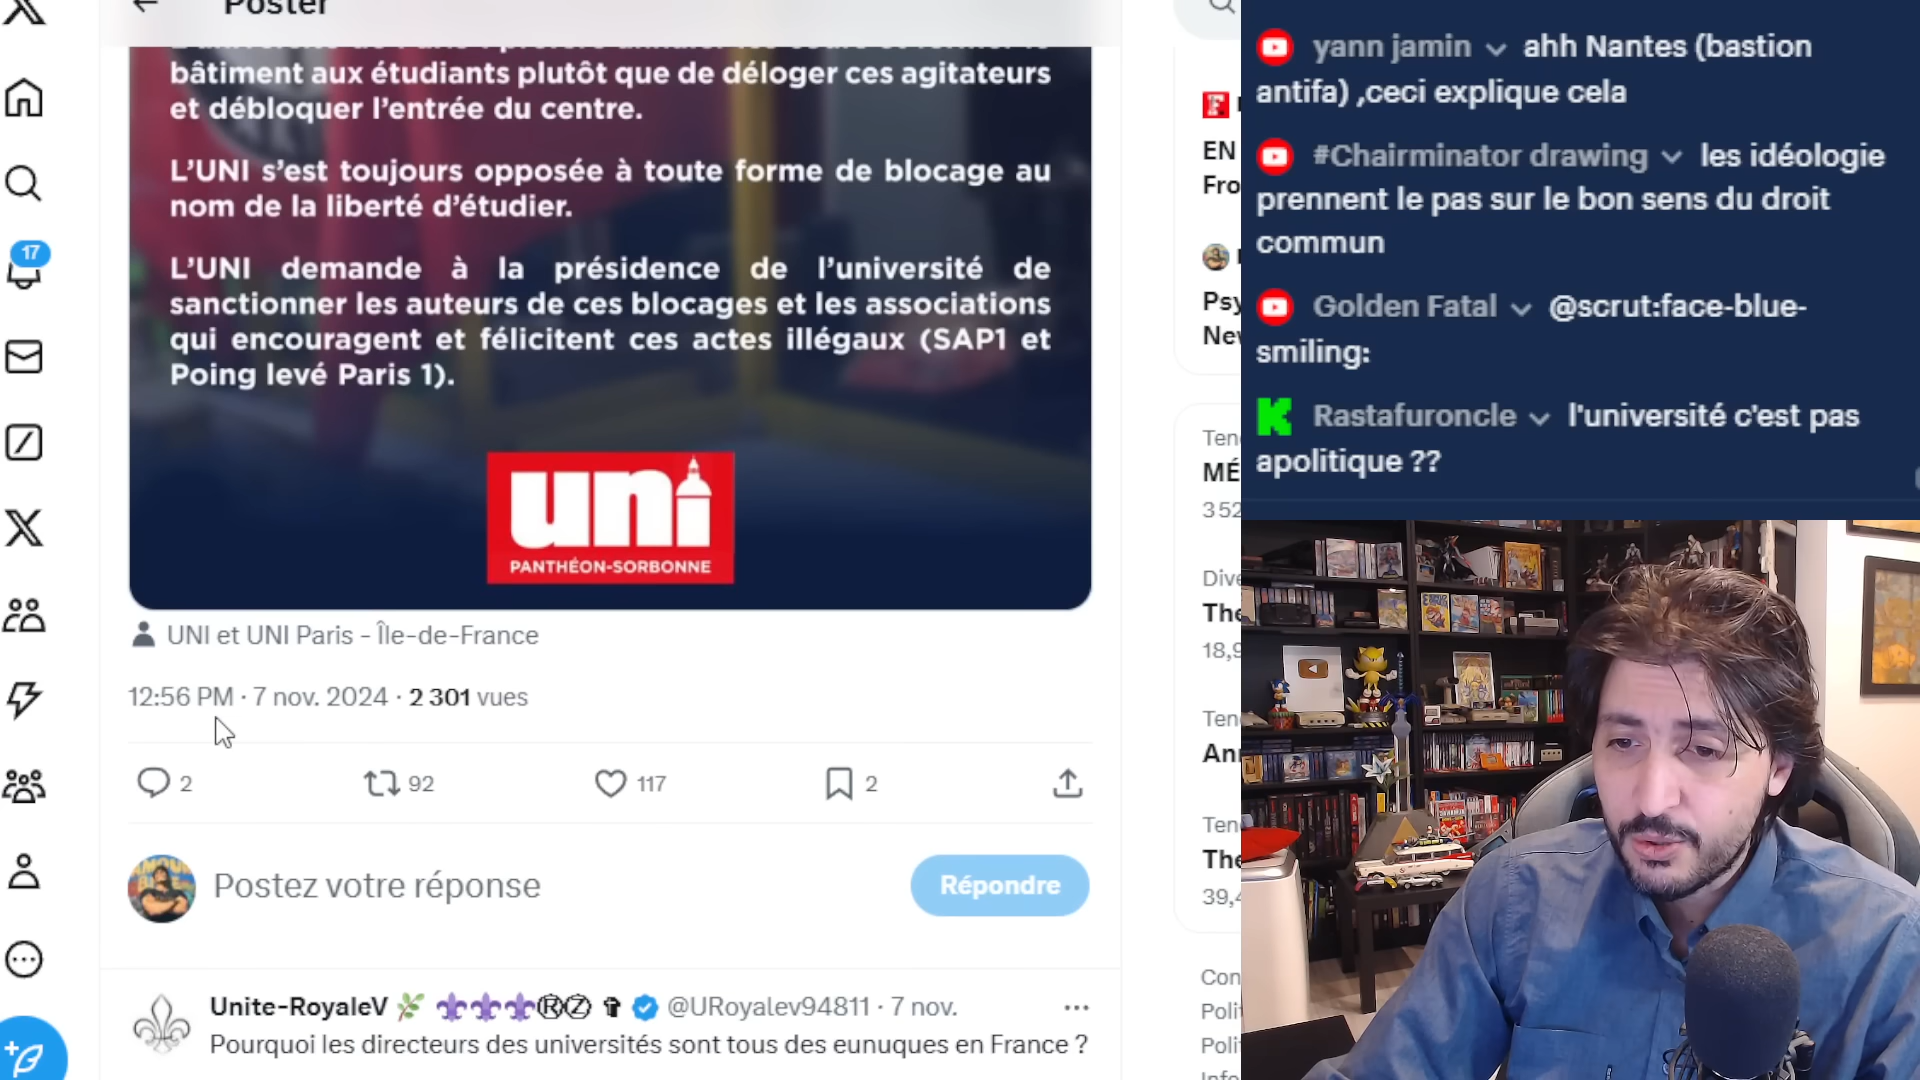 Poster
bâtiment aux étudiants plutôt que de déloger ces agitateurs
et débloquer l'entrée du centre.
L'UNI s'est toujours opposée à toute forme de blocage au
nom de la liberté d'étudier.
L'UNI demande à la présidence de l'université de
sanctionner les auteurs de ces blocages et les associations
qui encouragent et félicitent ces actes illégaux (SAP1 et
Poing levé Paris 1).
uni
PANTHÉON-SORBONNE
UNI et UNI Paris - Île-de-France
12:56 PM · 7 nov. 2024 · 2 301 vues
2 92 117 2
Postez votre réponse
Répondre
Unite-RoyaleV @URoyalev94811 · 7 nov.
Pourquoi les directeurs des universités sont tous des eunuques en France ?
17
EN
Fro
Psy
Nev
Ten
MÉ
3 52
Dive
The
18,9
Ten
Ann
Ten
The
39,4
Con
Polit
Polit
yann jamin ahh Nantes (bastion
antifa) ,ceci explique cela
#Chairminator drawing les idéologie
prennent le pas sur le bon sens du droit
commun
Golden Fatal @scrut:face-blue-
smiling:
Rastafuroncle l'université c'est pas
apolitique ??